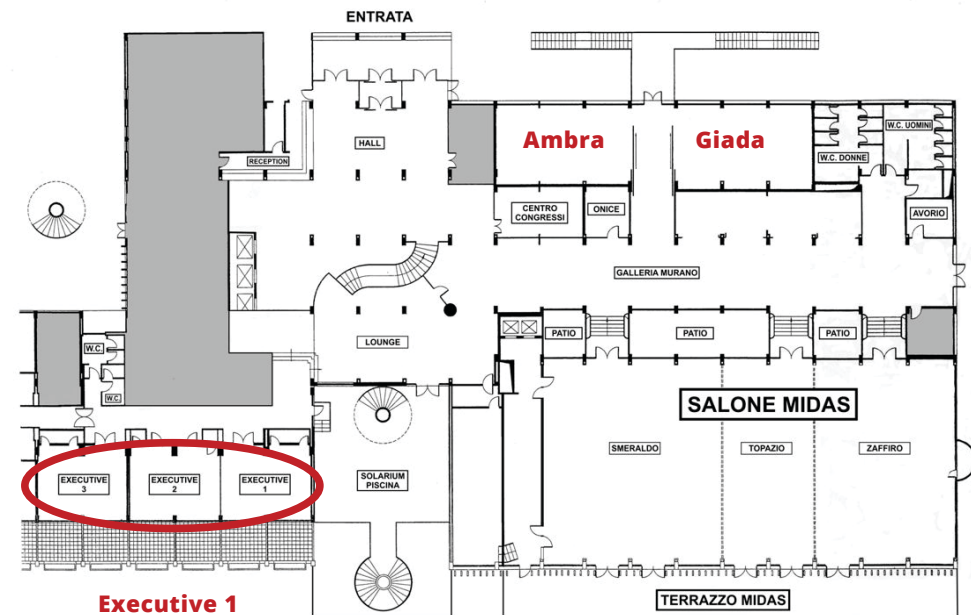 ENTRATA
HALL
RECEPTION
Ambra
Giada
W.C. UOMINI
W.C. DONNE
CENTRO
CONGRESSI
ONICE
AVORIO
GALLERIA MURANO
LOUNGE
PATIO
PATIO
PATIO
W.C.
W.C.
SALONE MIDAS
SMERALDO
TOPAZIO
ZAFFIRO
EXECUTIVE
3
EXECUTIVE
2
EXECUTIVE
1
SOLARIUM
PISCINA
Executive 1
TERRAZZO MIDAS